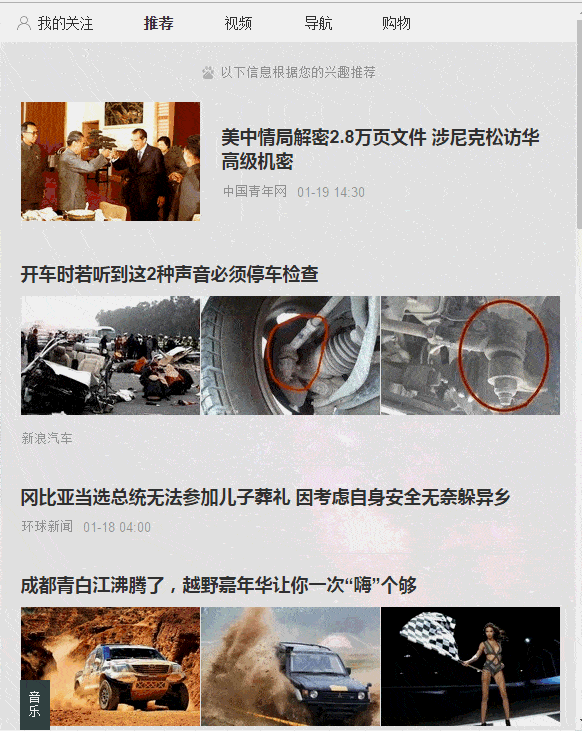 我的关注 推荐 视频 导航 购物
以下信息根据您的兴趣推荐
美中情局解密2.8万页文件 涉尼克松访华
高级机密
中国青年网 01-19 14:30
开车时若听到这2种声音必须停车检查
新浪汽车
冈比亚当选总统无法参加儿子葬礼 因考虑自身安全无奈躲异乡
环球新闻 01-18 04:00
成都青白江沸腾了，越野嘉年华让你一次“嗨”个够
音
乐